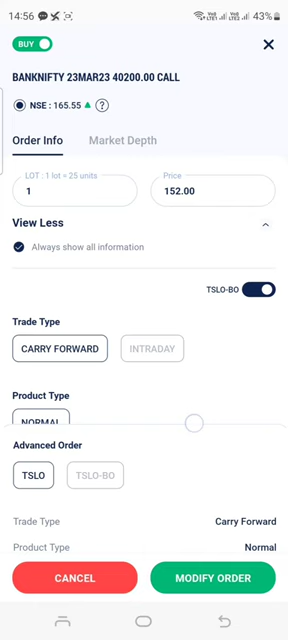 14:56 43%
BUY
BANKNIFTY 23MAR23 40200.00 CALL
NSE : 165.55 ?
Order Info Market Depth
LOT : 1 lot = 25 units Price
1 152.00
View Less
Always show all information
TSLO-BO
Trade Type
CARRY FORWARD INTRADAY
Product Type
NORMAL
Advanced Order
TSLO TSLO-BO
Trade Type Carry Forward
Product Type Normal
CANCEL MODIFY ORDER